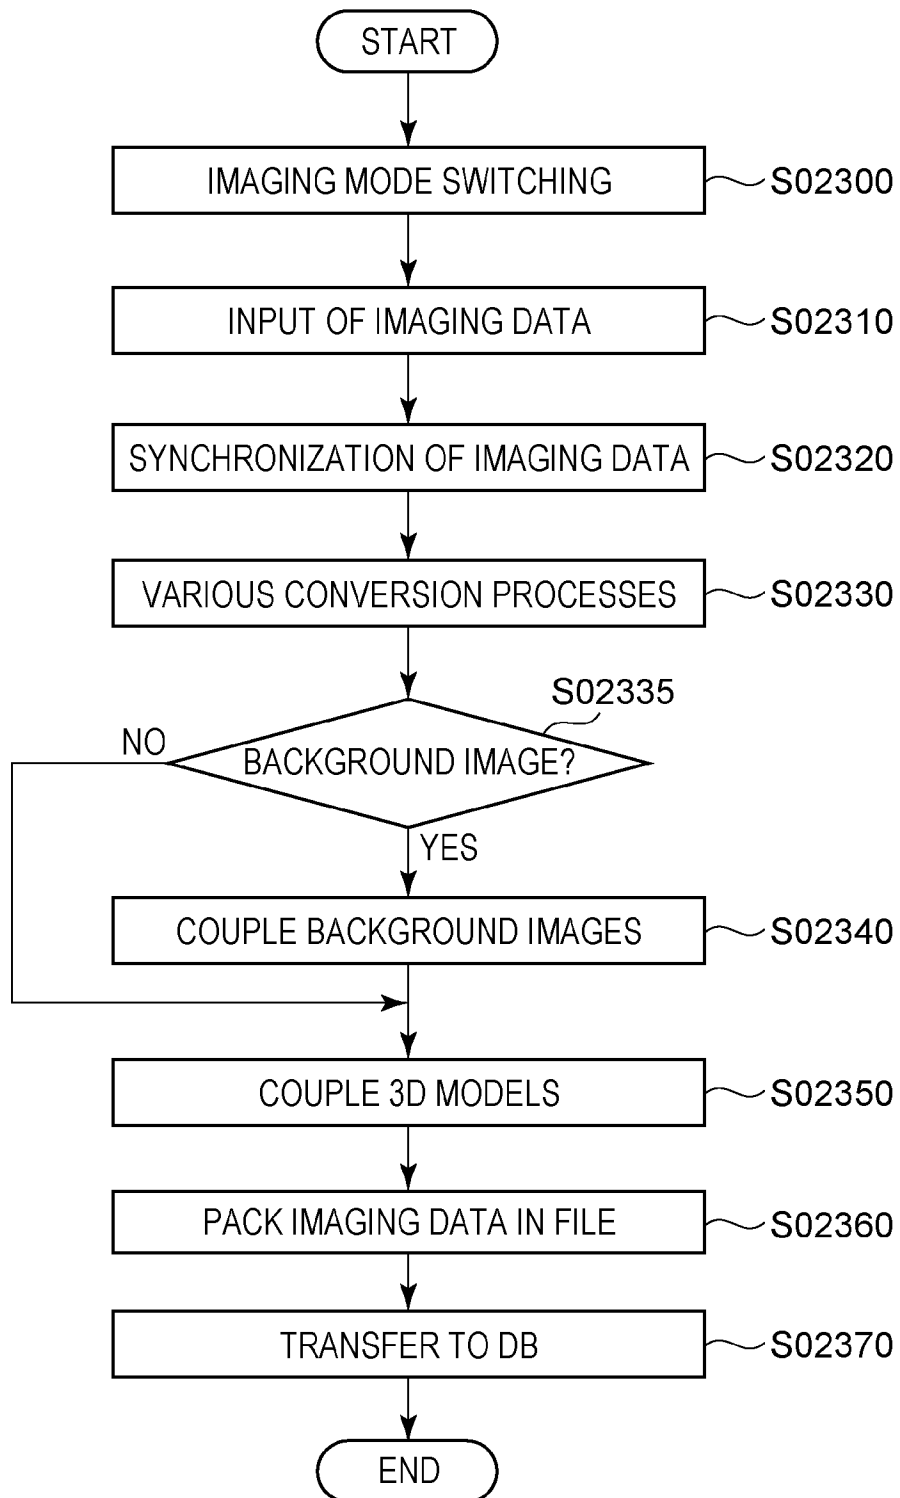 START
IMAGING MODE SWITCHING
S02300
INPUT OF IMAGING DATA
S02310
SYNCHRONIZATION OF IMAGING DATA
S02320
VARIOUS CONVERSION PROCESSES
S02330
S02335
NO
BACKGROUND IMAGE?
YES
COUPLE BACKGROUND IMAGES
S02340
COUPLE 3D MODELS
S02350
PACK IMAGING DATA IN FILE
S02360
TRANSFER TO DB
S02370
END